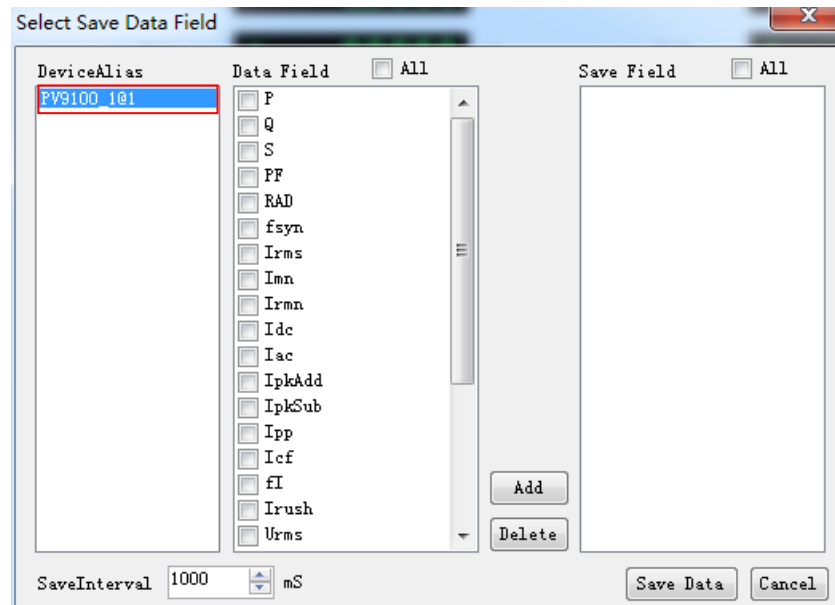 Select Save Data Field
DeviceAlias
Data Field
All
Save Field
All
PV9100_1@1
P
Q
S
PF
RAD
fsyn
Irms
Imn
Irmn
Idc
Iac
IpkAdd
IpkSub
Ipp
Icf
fI
Irush
Urms
Add
Delete
SaveInterval 1000 mS
Save Data
Cancel